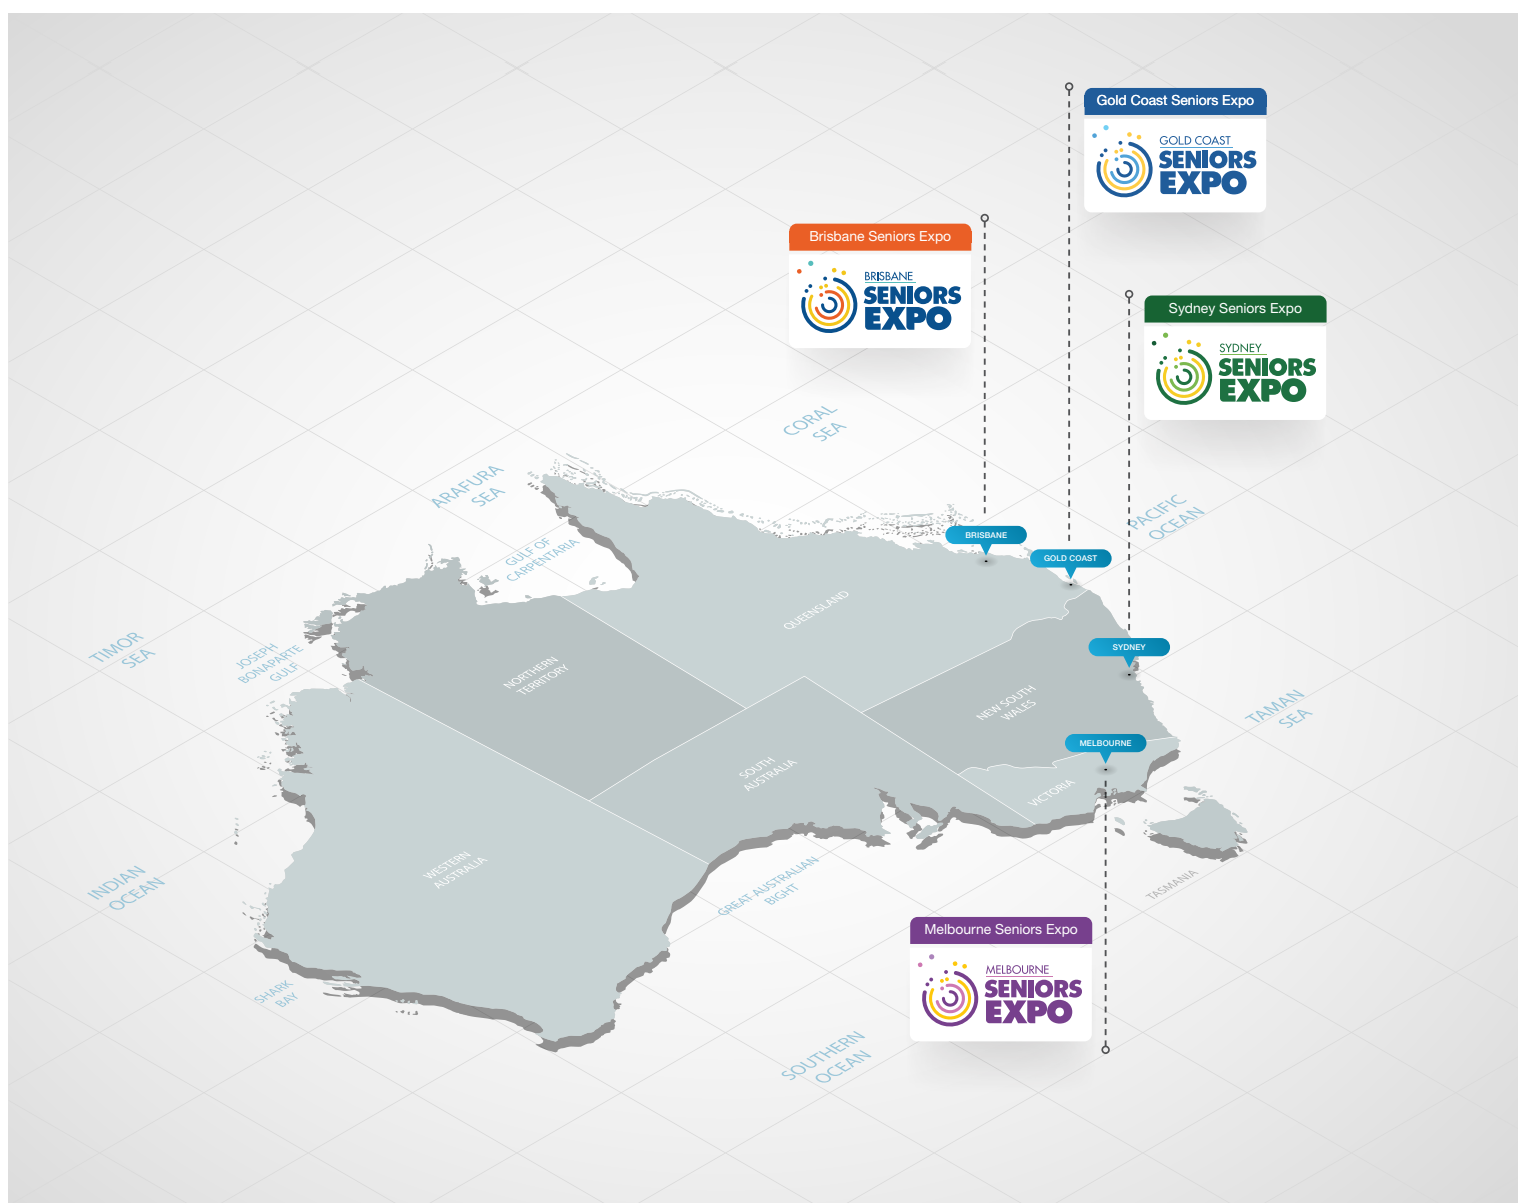 Gold Coast Seniors Expo
GOLD COAST
SENIORS
EXPO
Brisbane Seniors Expo
BRISBANE
SENIORS
EXPO
Sydney Seniors Expo
SYDNEY
SENIORS
EXPO
CORAL
SEA
ARAFURA
SEA
PACIFIC
OCEAN
GULF OF
CARPENTARIA
BRISBANE
GOLD COAST
QUEENSLAND
TIMOR
SEA
JOSEPH
BONAPARTE
GULF
NORTHERN
TERRITORY
SYDNEY
NEW SOUTH
WALES
TAMAN
SEA
MELBOURNE
SOUTH
AUSTRALIA
VICTORIA
WESTERN
AUSTRALIA
INDIAN
OCEAN
GREAT-AUSTRALIAN
BIGHT
TASMANIA
SHARK
BAY
Melbourne Seniors Expo
MELBOURNE
SENIORS
EXPO
SOUTHERN
OCEAN